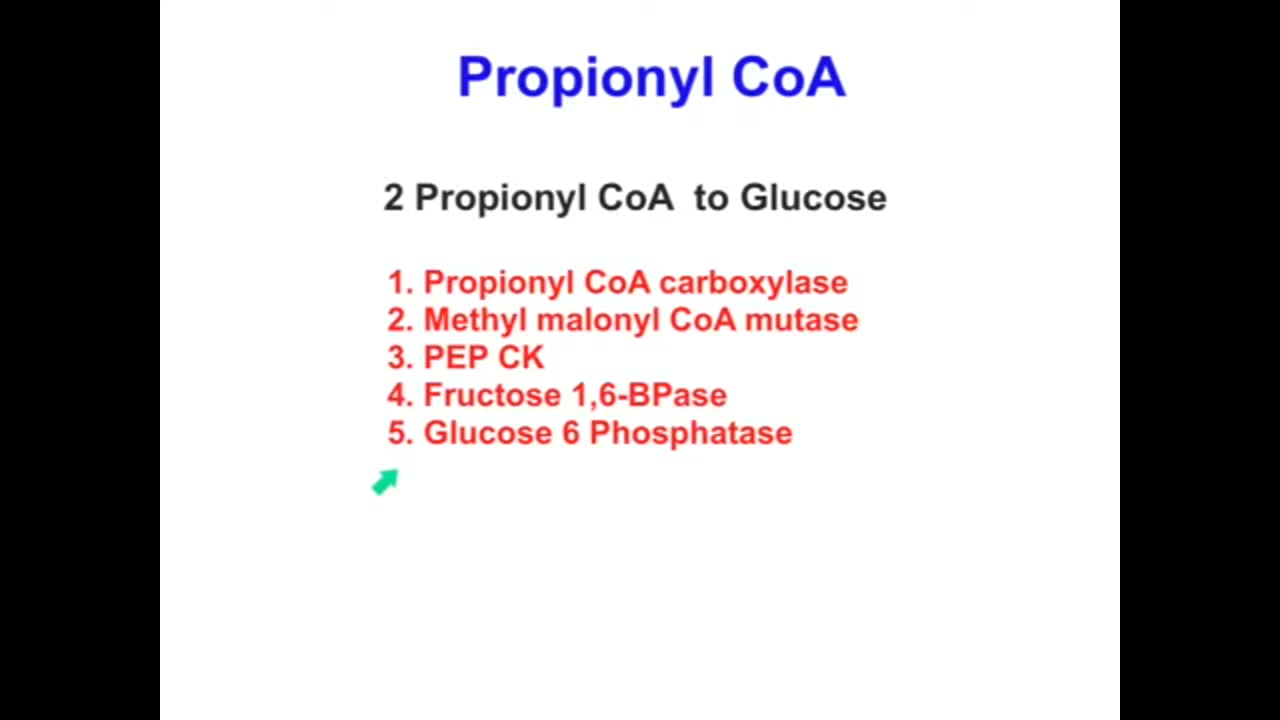 Propionyl CoA
2 Propionyl CoA to Glucose
1. Propionyl CoA carboxylase
2. Methyl malonyl CoA mutase
3. PEP CK
4. Fructose 1,6-BPase
5. Glucose 6 Phosphatase